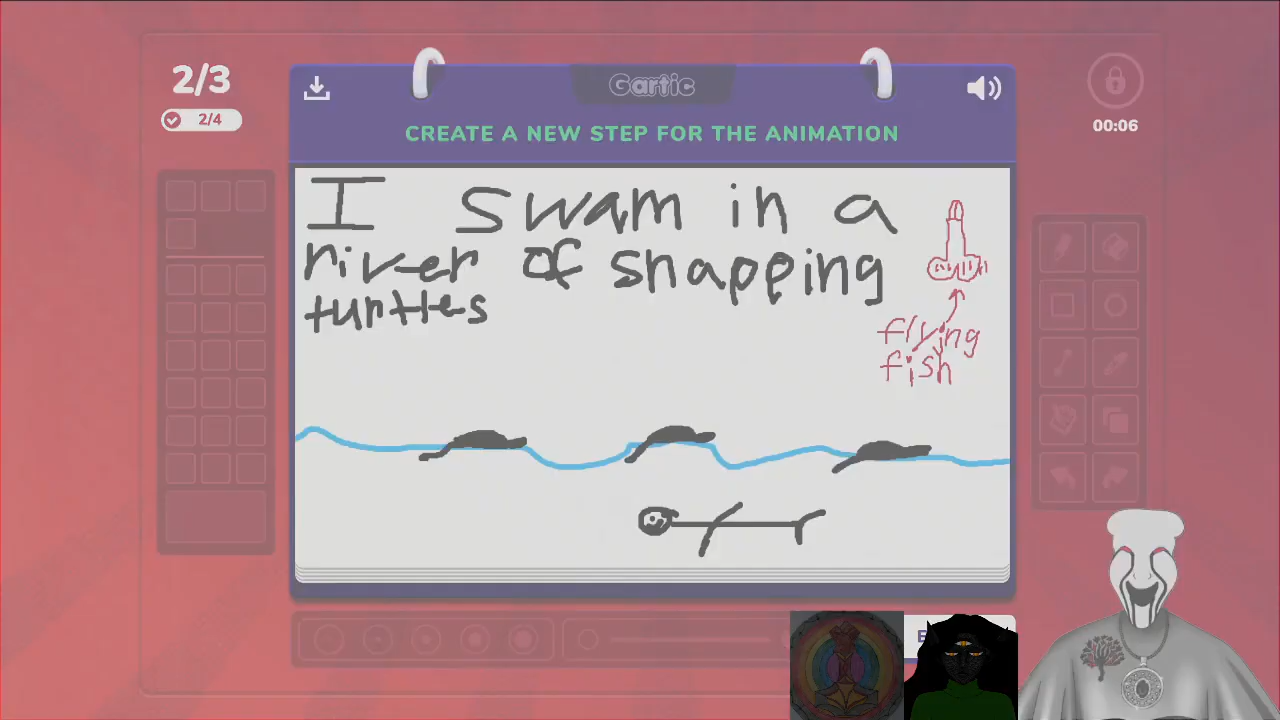 2/3
2/4
Gartic
CREATE A NEW STEP FOR THE ANIMATION
00:06
I swam in a
river of snapping
turtles
flying
fish